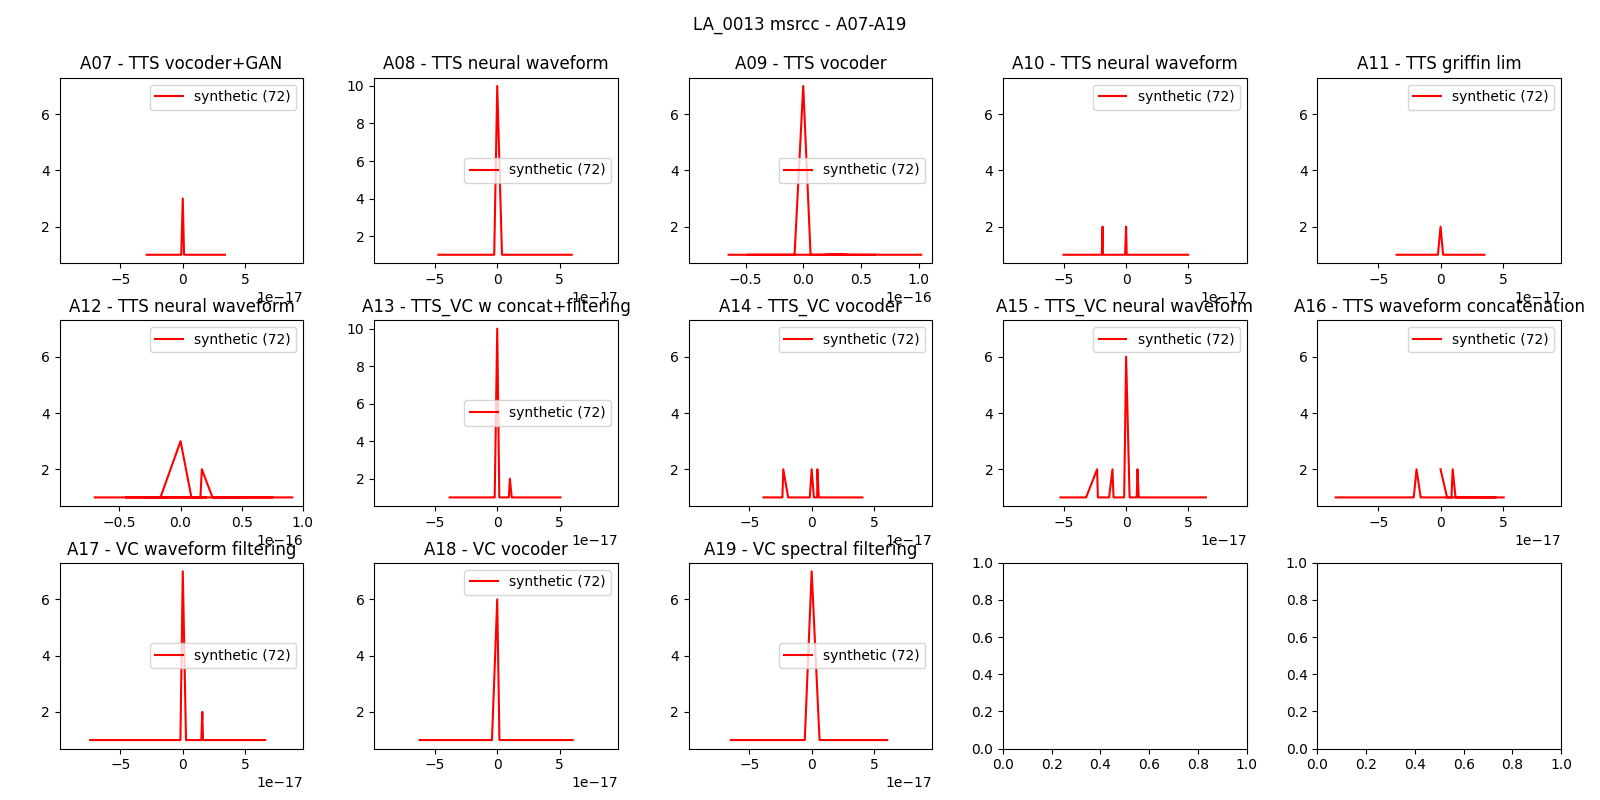 LA_0013 msrcc - A07-A19
A07 - TTS vocoder+GAN
synthetic (72)
2
4
6
−5
0
5
1e−17
A08 - TTS neural waveform
synthetic (72)
2
4
6
8
10
−5
0
5
1e−17
A09 - TTS vocoder
synthetic (72)
2
4
6
−0.5
0.0
0.5
1.0
1e−16
A10 - TTS neural waveform
synthetic (72)
2
4
6
−5
0
5
1e−17
A11 - TTS griffin lim
synthetic (72)
2
4
6
−5
0
5
1e−17
A12 - TTS neural waveform
synthetic (72)
2
4
6
−0.5
0.0
0.5
1.0
1e−16
A13 - TTS_VC w concat+filtering
synthetic (72)
2
4
6
8
10
−5
0
5
1e−17
A14 - TTS_VC vocoder
synthetic (72)
2
4
6
−5
0
5
1e−17
A15 - TTS_VC neural waveform
synthetic (72)
2
4
6
−5
0
5
1e−17
A16 - TTS waveform concatenation
synthetic (72)
2
4
6
−5
0
5
1e−17
A17 - VC waveform filtering
synthetic (72)
2
4
6
−5
0
5
1e−17
A18 - VC vocoder
synthetic (72)
2
4
6
−5
0
5
1e−17
A19 - VC spectral filtering
synthetic (72)
2
4
6
−5
0
5
1e−17
0.0
0.2
0.4
0.6
0.8
1.0
0.0
0.2
0.4
0.6
0.8
1.0
0.0
0.2
0.4
0.6
0.8
1.0
0.0
0.2
0.4
0.6
0.8
1.0